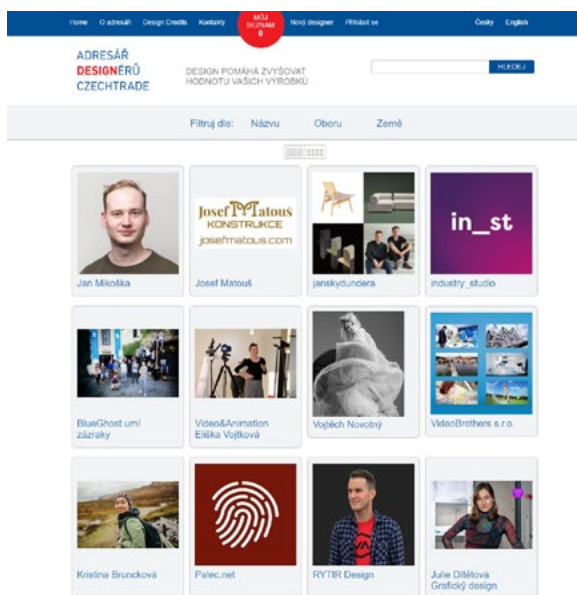 Home O adresáři Design Credits Kontakty MŮJ SEZNAM 0 Nový designer Přihlásit se Česky English
ADRESÁŘ
DESIGNÉRŮ
CZECHTRADE
DESIGN POMÁHÁ ZVYŠOVAT
HODNOTU VAŠICH VÝROBKŮ
HLEDEJ
Filtruj dle: Názvu Oboru Země
Josef Matouš
KONSTRUKCE
josefmatous.com
in_st
Jan Mikoška
Josef Matouš
janskydundera
industry_studio
BlueGhost umí
zázraky
Video&Animation
Eliška Vojtková
Vojtěch Novotný
VideoBrothers s.r.o.
Kristina Bruncková
Palec.net
RYTIR Design
Julie Dítětová
Grafický design